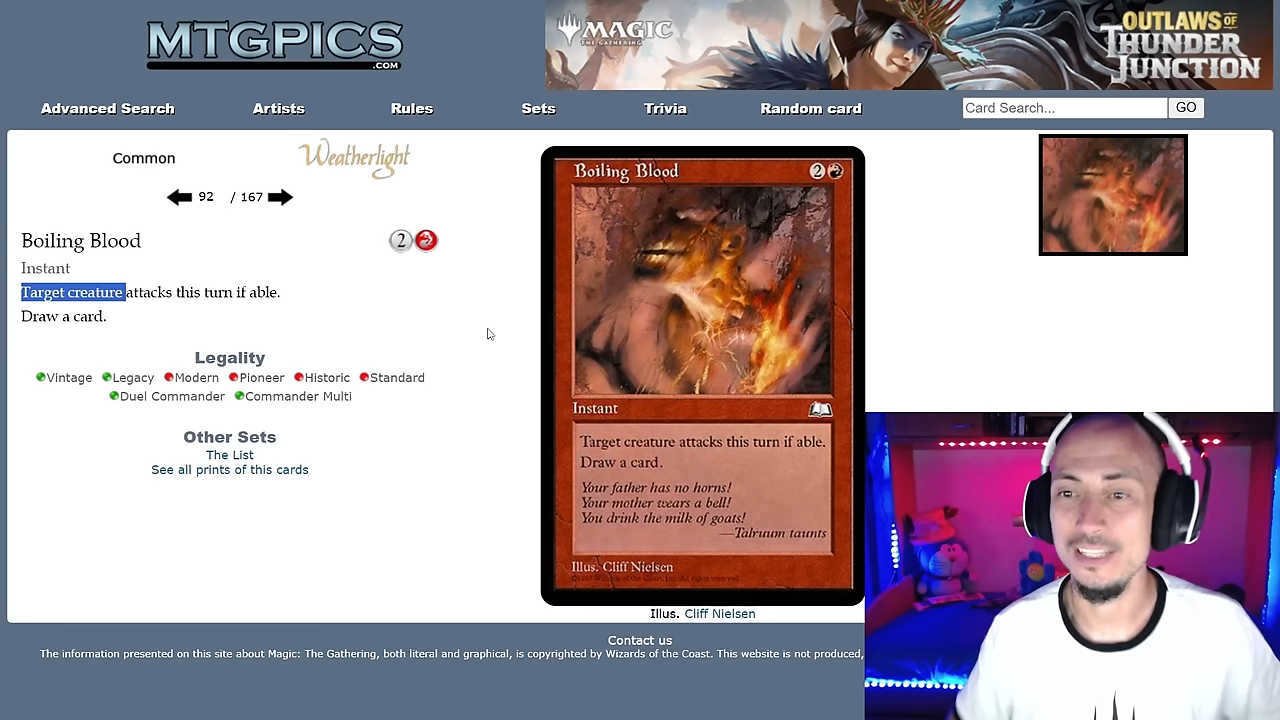 MTGPICS
.COM
MAGIC
THE GATHERING
OUTLAWS OF
THUNDER
JUNCTION
Advanced Search Artists Rules Sets Trivia Random card Card Search... GO
Common Weatherlight
92 / 167
Boiling Blood 2
Instant
Target creature attacks this turn if able.
Draw a card.
Legality
Vintage Legacy Modern Pioneer Historic Standard
Duel Commander Commander Multi
Other Sets
The List
See all prints of this cards
Boiling Blood 2
Instant
Target creature attacks this turn if able.
Draw a card.
Your father has no horns!
Your mother wears a bell!
You drink the milk of goats!
—Talruum taunts
Illus. Cliff Nielsen
Illus. Cliff Nielsen
Contact us
The information presented on this site about Magic: The Gathering, both literal and graphical, is copyrighted by Wizards of the Coast. This website is not produced,